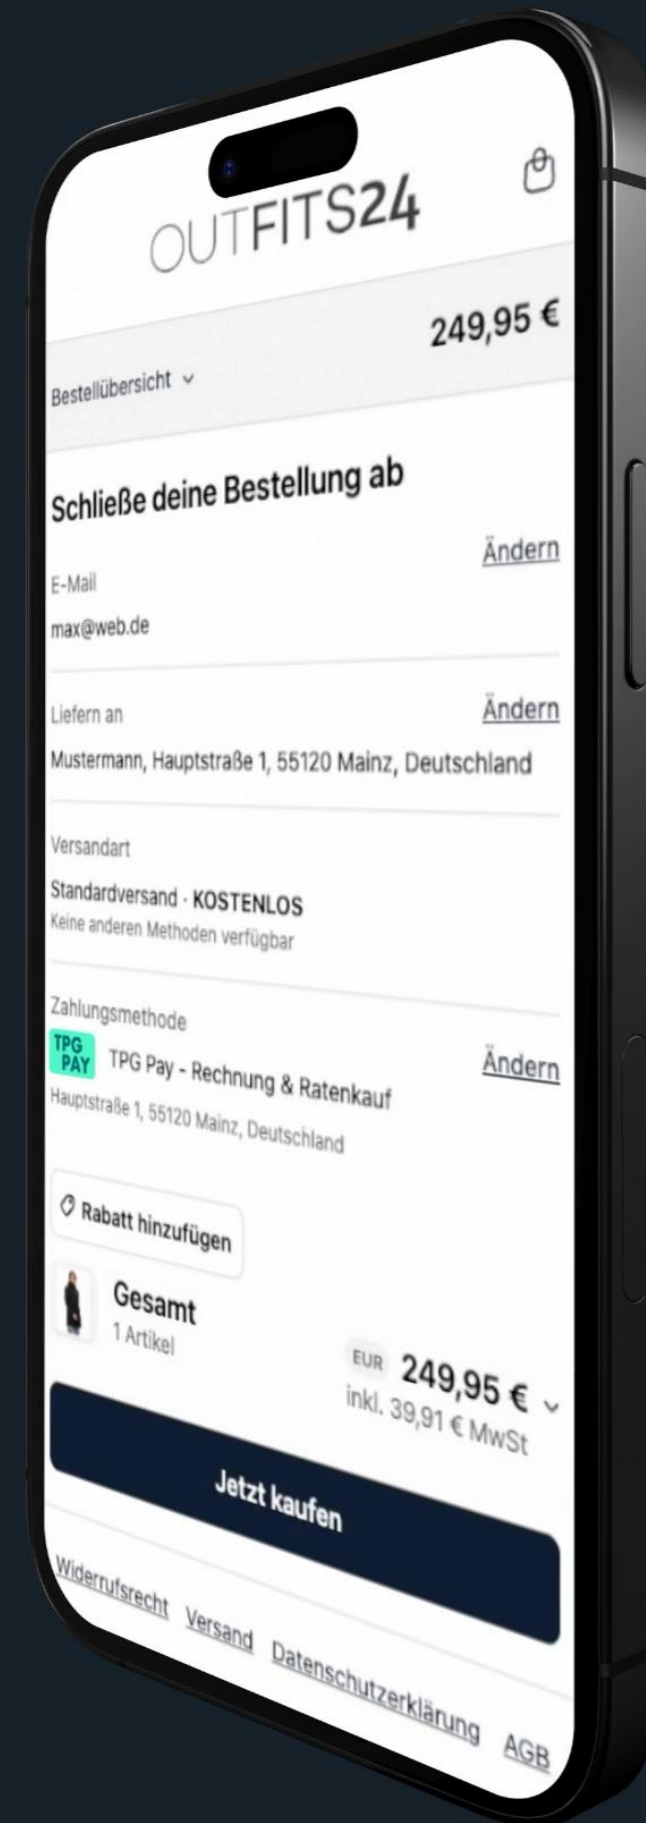 OUTFITS24
Bestellübersicht
249,95 €
Schließe deine Bestellung ab
E-Mail
Ändern
max@web.de
Liefern an
Ändern
Mustermann, Hauptstraße 1, 55120 Mainz, Deutschland
Versandart
Standardversand · KOSTENLOS
Keine anderen Methoden verfügbar
Zahlungsmethode
TPG
PAY
TPG Pay - Rechnung & Ratenkauf
Ändern
Hauptstraße 1, 55120 Mainz, Deutschland
Rabatt hinzufügen
Gesamt
1 Artikel
EUR 249,95 €
inkl. 39,91 € MwSt
Jetzt kaufen
Widerrufsrecht Versand Datenschutzerklärung AGB